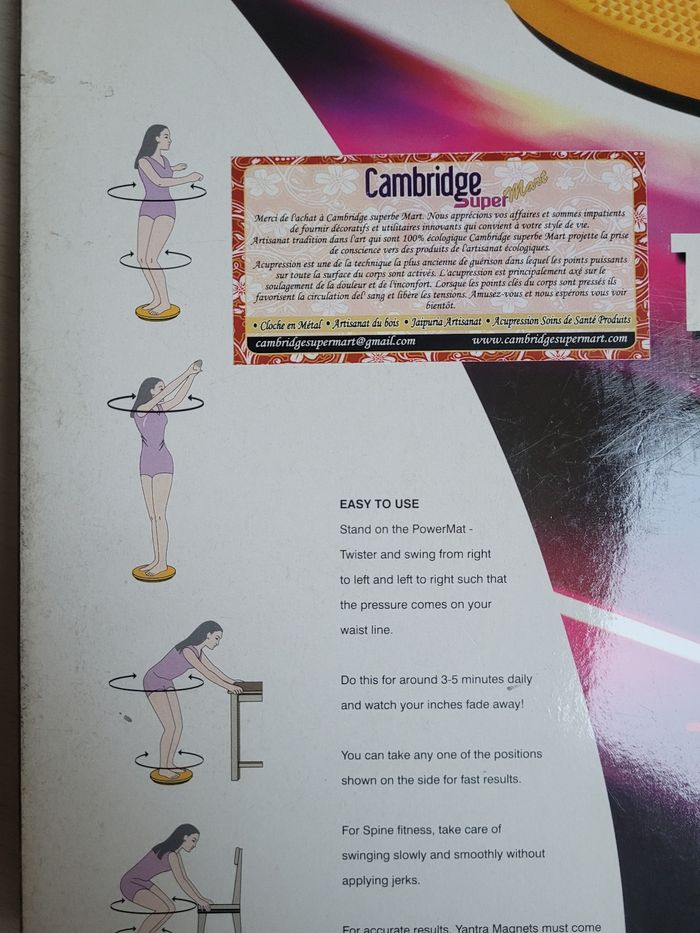 Cambridge
SuperMart
Merci de l'achat à Cambridge superbe Mart. Nous apprécions vos affaires et sommes impatients
de fournir décoratifs et utilitaires innovants qui convient à votre style de vie.
Artisanat tradition dans l'art qui sont 100% écologique Cambridge superbe Mart projette la prise
de conscience vers des produits de l'artisanat écologiques.
Acupression est une de la technique la plus ancienne de guérison dans lequel les points puissants
sur toute la surface du corps sont activés. L'acupression est principalement axé sur le
soulagement de la douleur et de l'inconfort. Lorsque les points clés du corps sont pressés ils
favorisent la circulation del' sang et libère les tensions. Amusez-vous et nous espérons vous voir
bientôt.
• Cloche en Métal • Artisanat du bois • Jaipuria Artisanat • Acupression Soins de Santé Produits
cambridgesupermart@gmail.com www.cambridgesupermart.com
EASY TO USE
Stand on the PowerMat -
Twister and swing from right
to left and left to right such that
the pressure comes on your
waist line.
Do this for around 3-5 minutes daily
and watch your inches fade away!
You can take any one of the positions
shown on the side for fast results.
For Spine fitness, take care of
swinging slowly and smoothly without
applying jerks.
For accurate results, Yantra Magnets must come